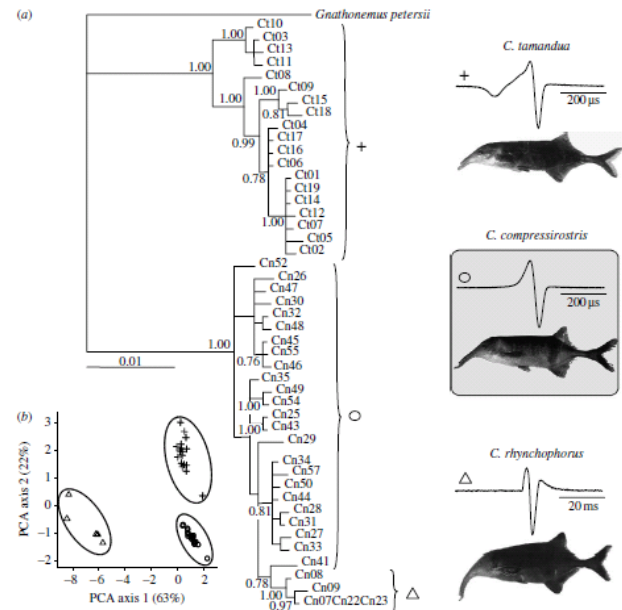 (a)
Gnathonemus petersii
Ct10
Ct03
Ct13
Ct11
1.00
1.00
Ct08
1.00
1.00
Ct09
Ct15
0.81
Ct18
0.99
Ct04
Ct17
Ct16
Ct06
0.78
Ct01
Ct19
Ct14
Ct12
1.00
Ct07
Ct05
Ct02
+
Cn52
Cn26
Cn47
Cn30
Cn32
Cn48
1.00
Cn45
Cn55
0.76
Cn46
0.01
Cn35
Cn49
1.00
Cn54
Cn25
1.00
Cn43
Cn29
Cn34
Cn57
Cn50
Cn44
0.81
Cn28
Cn31
Cn27
Cn33
Cn41
0.78
Cn08
Cn09
1.00
Cn07Cn22Cn23
0.97
(b)
3
2
1
0
−1
−2
PCA axis 2 (22%)
−8
−6
−4
−2
0
2
PCA axis 1 (63%)
C. tamandua
+
200 µs
C. compressirostris
200 µs
C. rhynchophorus
20 ms